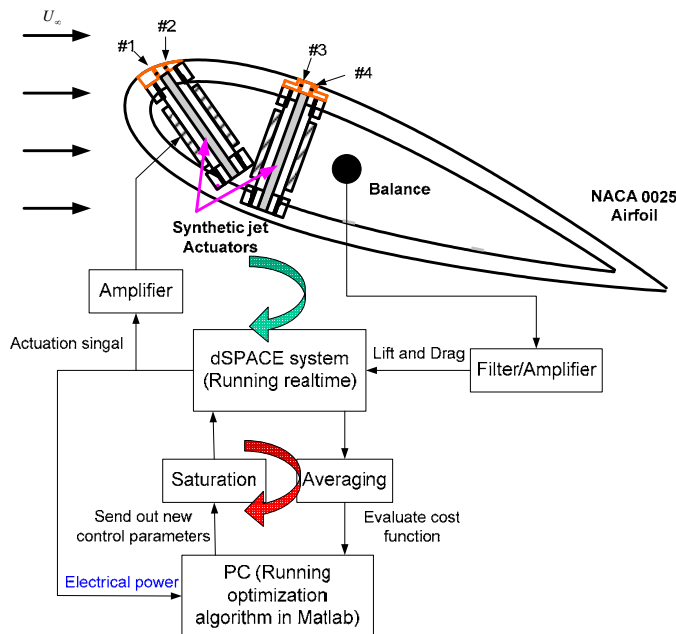 U∞
#1
#2
#3
#4
Balance
NACA 0025
Airfoil
Synthetic jet
Actuators
Amplifier
Actuation singal
dSPACE system
(Running realtime)
Lift and Drag
Filter/Amplifier
Saturation
Averaging
Send out new
control parameters
Evaluate cost
function
Electrical power
PC (Running
optimization
algorithm in Matlab)